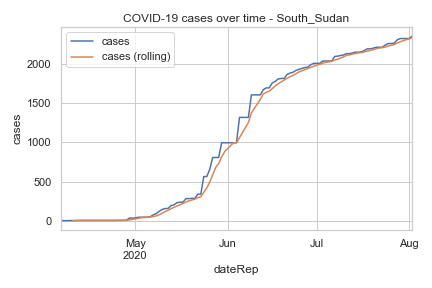 COVID-19 cases over time - South_Sudan
cases
cases (rolling)
2000
1500
1000
500
0
cases
May
2020
Jun
Jul
Aug
dateRep